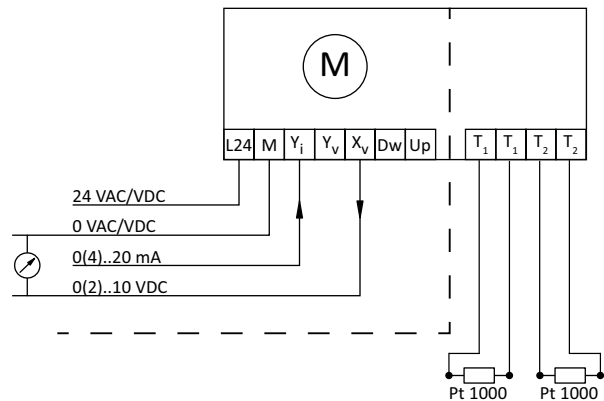 M
L24 M Yi Yv Xv Dw Up T1 T1 T2 T2
24 VAC/VDC
0 VAC/VDC
0(4)..20 mA
0(2)..10 VDC
Pt 1000 Pt 1000